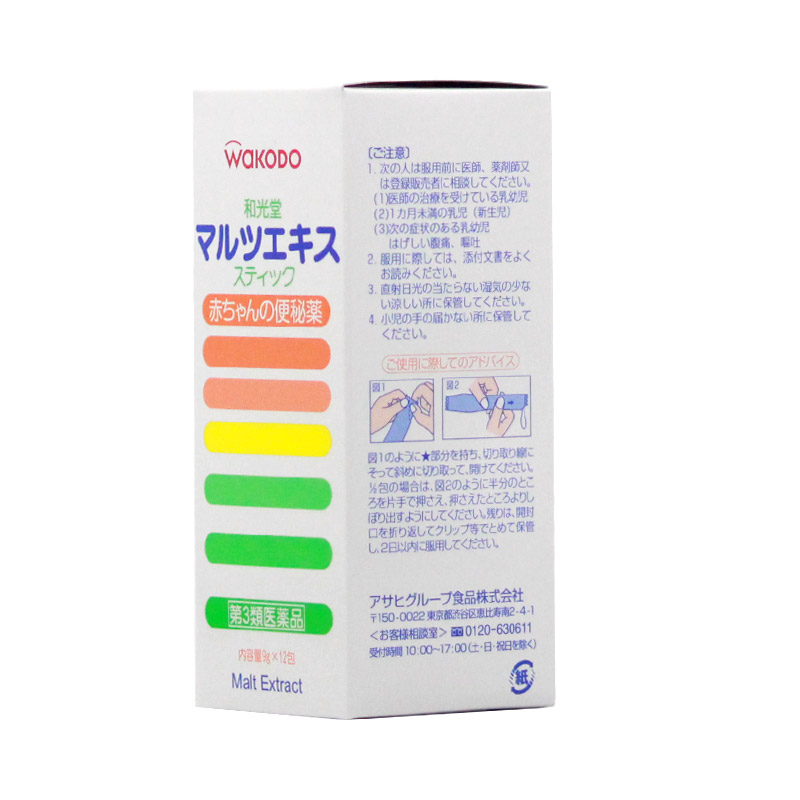 WAKODO
和光堂
マルツエキス
スティック
赤ちゃんの便秘薬
第3類医薬品
内容量9g×12包
Malt Extract
〔ご注意〕
1. 次の人は服用前に医師、薬剤師又
は登録販売者に相談してください。
(1)医師の治療を受けている乳幼児
(2)1カ月未満の乳児(新生児)
(3)次の症状のある乳幼児
はげしい腹痛、嘔吐
2. 服用に際しては、添付文書をよく
お読みください。
3. 直射日光の当たらない湿気の少な
い涼しい所に保管してください。
4. 小児の手の届かない所に保管して
ください。
ご使用に際してのアドバイス
図1
図2
図1のように★部分を持ち、切り取り線に
そって斜めに切り取って、開けてください。
½包の場合は、図2のように半分のとこ
ろを片手で押さえ、押さえたところよりし
ぼり出すようにしてください。残りは、開封
口を折り返してクリップ等でとめて保管
し、2日以内に服用してください。
アサヒグループ食品株式会社
〒150-0022 東京都渋谷区恵比寿南2-4-1
<お客様相談室> 0120-630611
受付時間 10:00~17:00(土・日・祝日を除く)
紙